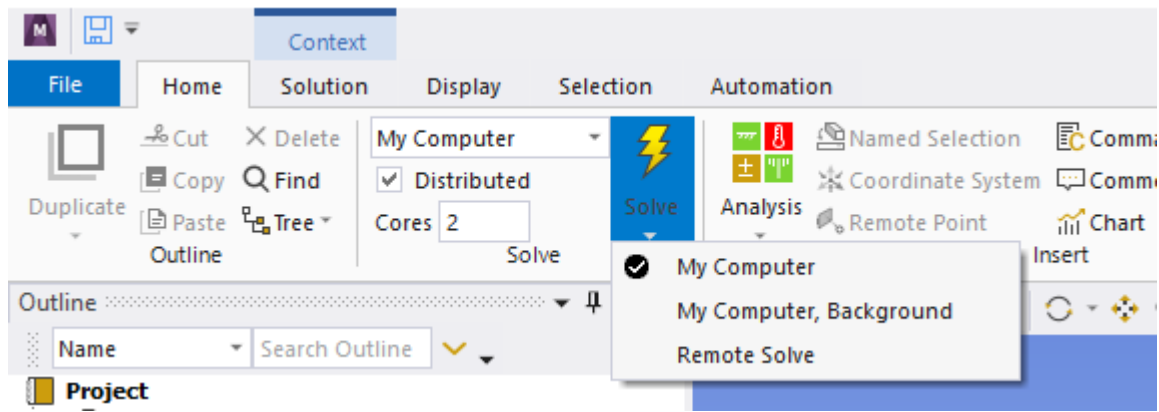 M
Context
File Home Solution Display Selection Automation
Cut Delete My Computer Named Selection
Copy Find Distributed Coordinate System
Duplicate Paste Tree Cores 2 Solve Analysis Remote Point Chart
Outline Solve Insert
My Computer
Outline My Computer, Background
Name Search Outline Remote Solve
Project